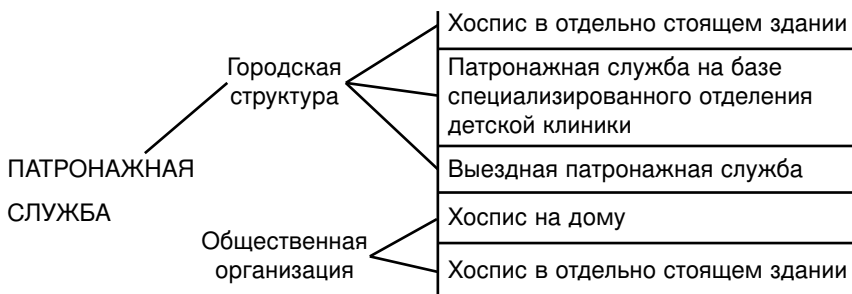 Хоспис в отдельно стоящем здании
Городская
структура
Патронажная служба на базе
специализированного отделения
детской клиники
ПАТРОНАЖНАЯ
СЛУЖБА
Выездная патронажная служба
Хоспис на дому
Общественная
организация
Хоспис в отдельно стоящем здании